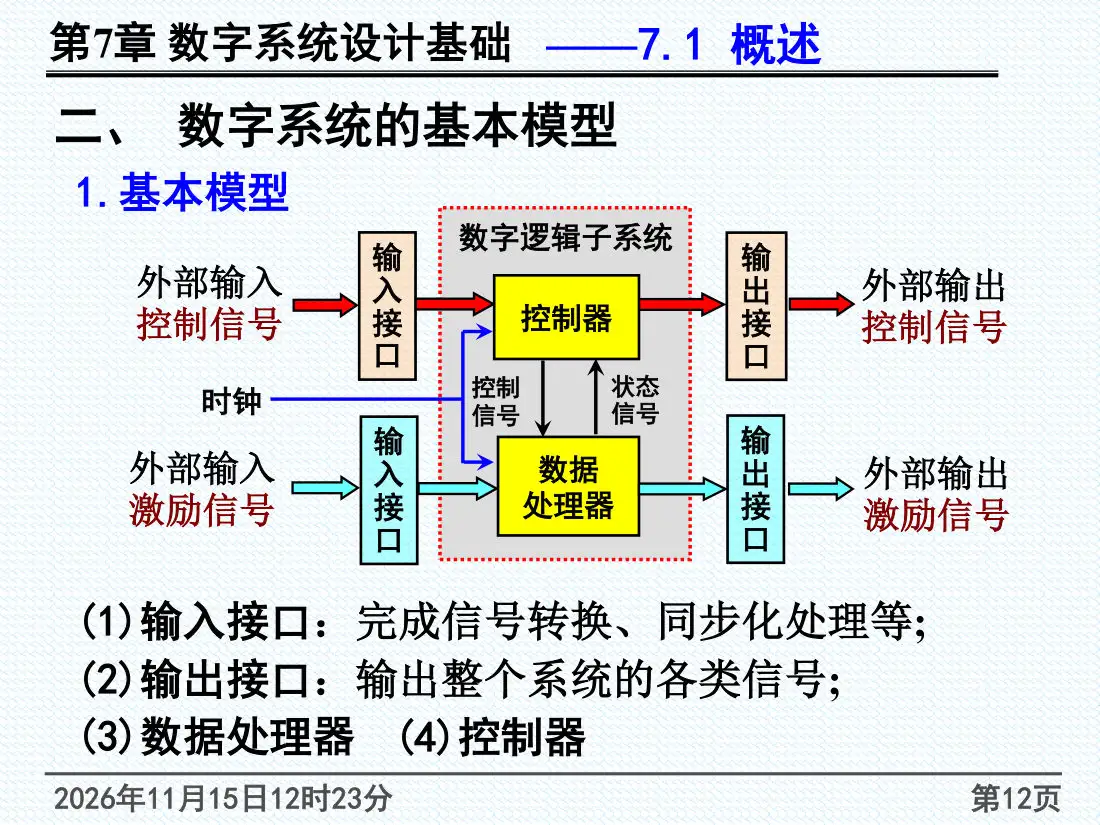 第7章 数字系统设计基础 ——7.1 概述
二、 数字系统的基本模型
1.基本模型
数字逻辑子系统
外部输入
控制信号
输入接口
控制器
输出接口
外部输出
控制信号
时钟
控制
信号
状态
信号
外部输入
激励信号
输入接口
数据
处理器
输出接口
外部输出
激励信号
(1)输入接口：完成信号转换、同步化处理等；
(2)输出接口：输出整个系统的各类信号；
(3)数据处理器 (4)控制器
2026年11月15日12时23分
第12页